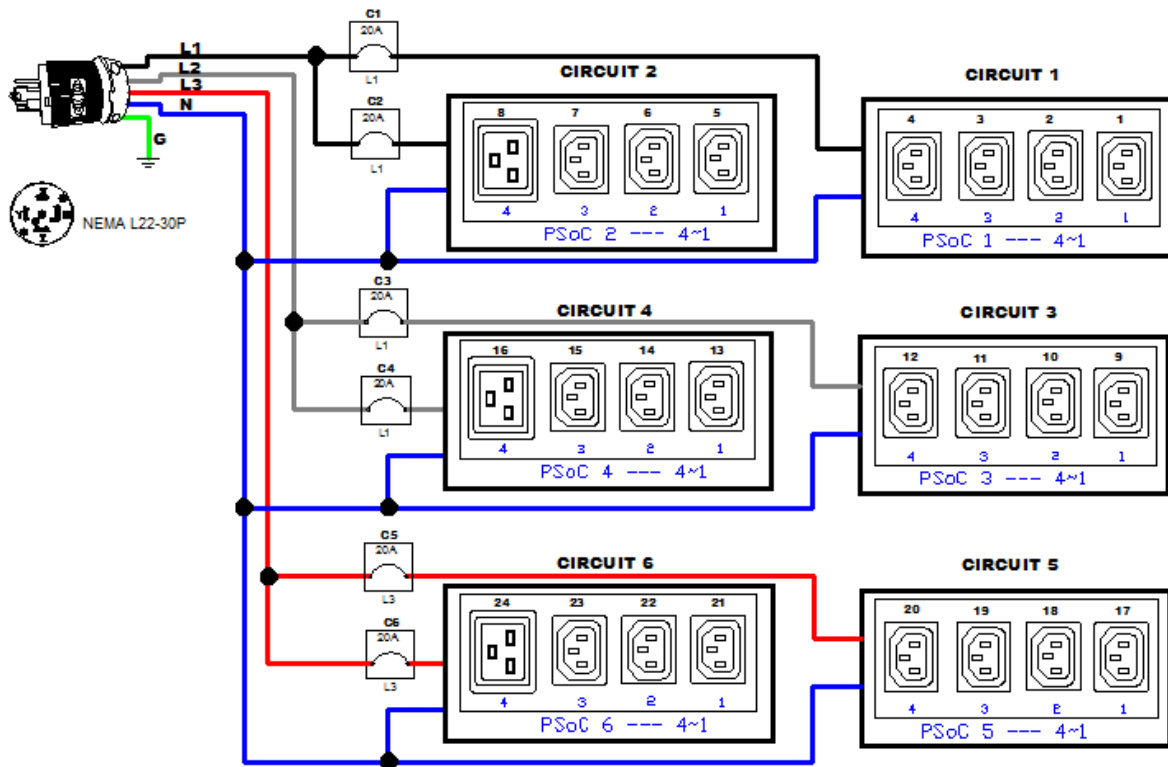 C1
20A
L1
L1
L2
L3
N
G
NEMA L22-30P
C2
20A
L1
CIRCUIT 2
8 7 6 5
4 3 2 1
PSoC 2 --- 4~1
CIRCUIT 1
4 3 2 1
4 3 2 1
PSoC 1 --- 4~1
C3
20A
L1
C4
20A
L1
CIRCUIT 4
16 15 14 13
4 3 2 1
PSoC 4 --- 4~1
CIRCUIT 3
12 11 10 9
4 3 2 1
PSoC 3 --- 4~1
C5
20A
L3
C6
20A
L3
CIRCUIT 6
24 23 22 21
4 3 2 1
PSoC 6 --- 4~1
CIRCUIT 5
20 19 18 17
4 3 2 1
PSoC 5 --- 4~1